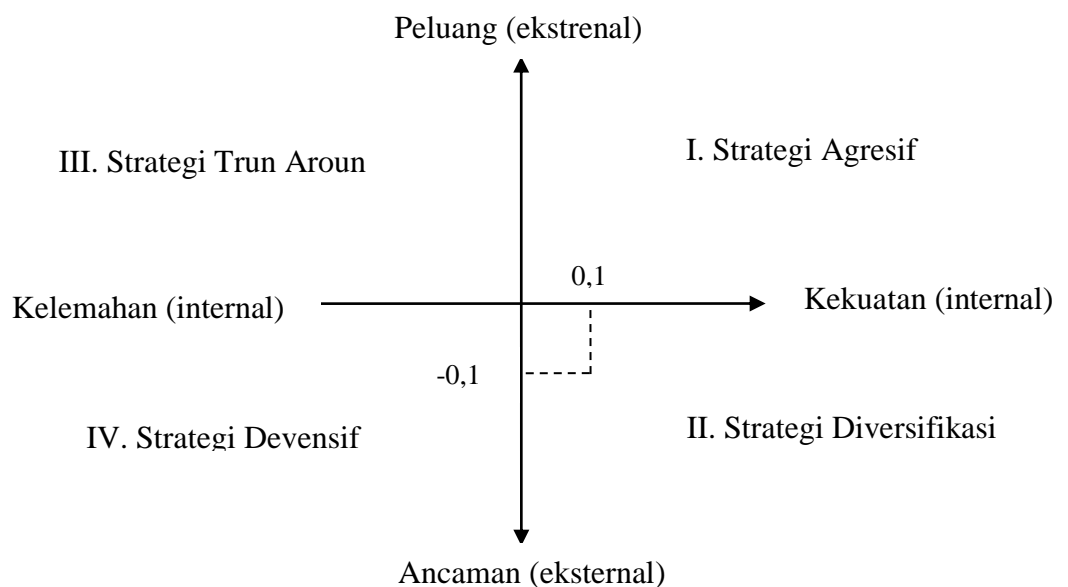 Peluang (ekstrenal)
III. Strategi Trun Aroun
I. Strategi Agresif
0,1
Kelemahan (internal)
Kekuatan (internal)
-0,1
IV. Strategi Devensif
II. Strategi Diversifikasi
Ancaman (eksternal)